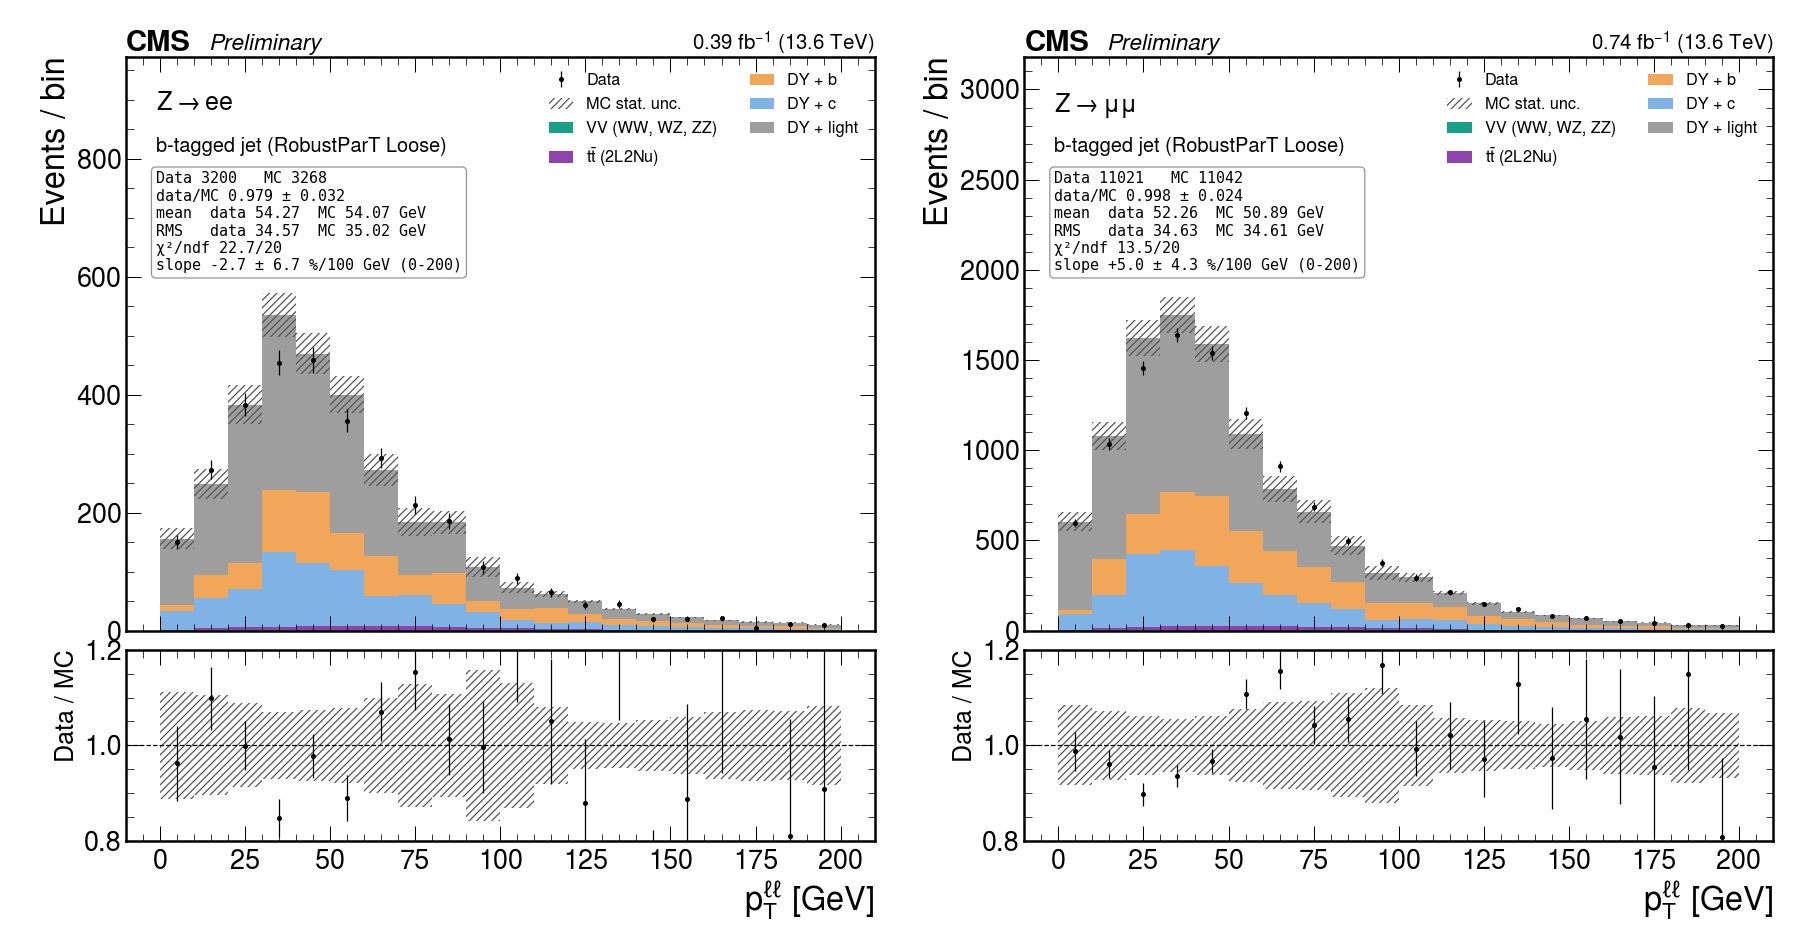 CMS Preliminary 0.39 fb⁻¹ (13.6 TeV)
Events / bin
Z → ee
b-tagged jet (RobustParT Loose)
Data 3200 MC 3268
data/MC 0.979 ± 0.032
mean data 54.27 MC 54.07 GeV
RMS data 34.57 MC 35.02 GeV
χ²/ndf 22.7/20
slope -2.7 ± 6.7 %/100 GeV (0-200)
Data
MC stat. unc.
VV (WW, WZ, ZZ)
tt̄ (2L2Nu)
DY + b
DY + c
DY + light
800
600
400
200
0
Data / MC
1.2
1.0
0.8
0 25 50 75 100 125 150 175 200
p_T^ℓℓ [GeV]
CMS Preliminary 0.74 fb⁻¹ (13.6 TeV)
Events / bin
Z → μμ
b-tagged jet (RobustParT Loose)
Data 11021 MC 11042
data/MC 0.998 ± 0.024
mean data 52.26 MC 50.89 GeV
RMS data 34.63 MC 34.61 GeV
χ²/ndf 13.5/20
slope +5.0 ± 4.3 %/100 GeV (0-200)
Data
MC stat. unc.
VV (WW, WZ, ZZ)
tt̄ (2L2Nu)
DY + b
DY + c
DY + light
3000
2500
2000
1500
1000
500
0
Data / MC
1.2
1.0
0.8
0 25 50 75 100 125 150 175 200
p_T^ℓℓ [GeV]